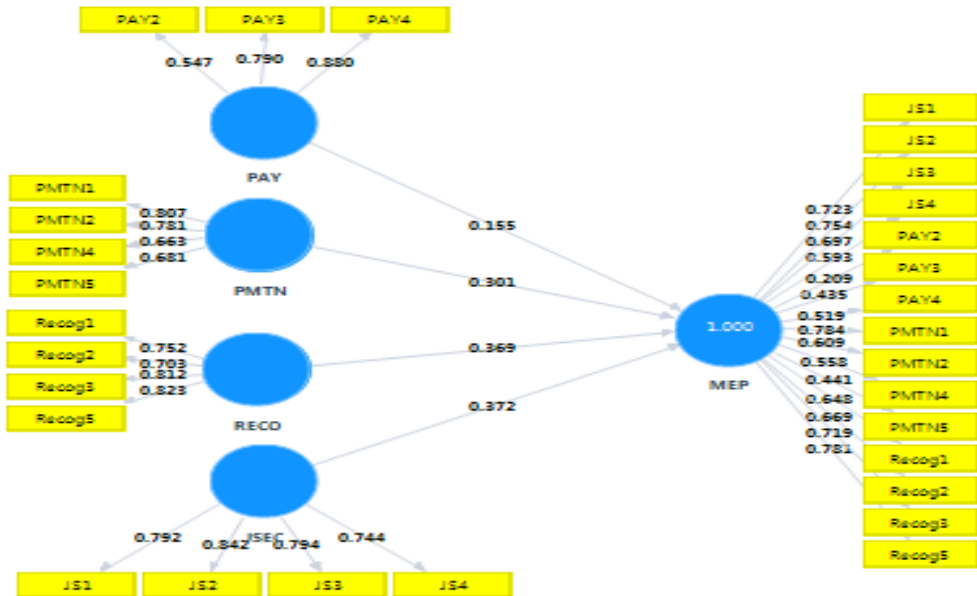 PAY2 PAY3 PAY4
0.547 0.790 0.880
PAY
PMTN1
PMTN2
PMTN4
PMTN5
0.807
0.781
0.663
0.681
PMTN
Recog1
Recog2
Recog3
Recog5
0.752
0.703
0.812
0.823
RECO
JSEC
0.792 0.842 0.794 0.744
JS1 JS2 JS3 JS4
0.155
0.301
0.369
0.372
1.000
MEP
0.723
0.754
0.697
0.593
0.209
0.435
0.519
0.784
0.609
0.558
0.441
0.648
0.669
0.719
0.781
JS1
JS2
JS3
JS4
PAY2
PAY3
PAY4
PMTN1
PMTN2
PMTN4
PMTN5
Recog1
Recog2
Recog3
Recog5